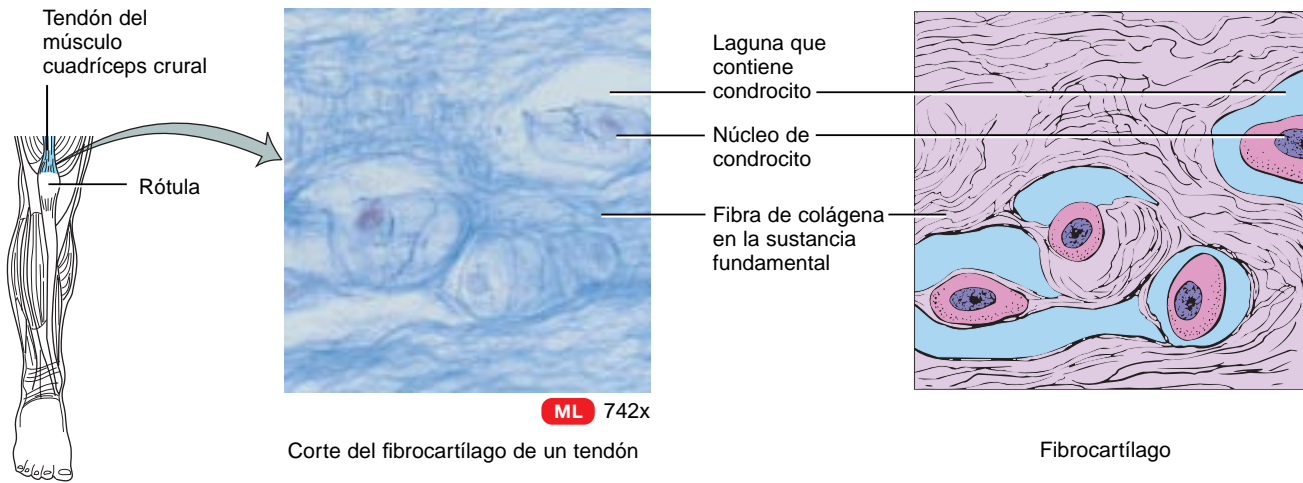 Tendón del
músculo
cuadríceps crural
Rótula
Laguna que
contiene
condrocito
Núcleo de
condrocito
Fibra de colágena
en la sustancia
fundamental
ML 742x
Corte del fibrocartílago de un tendón
Fibrocartílago